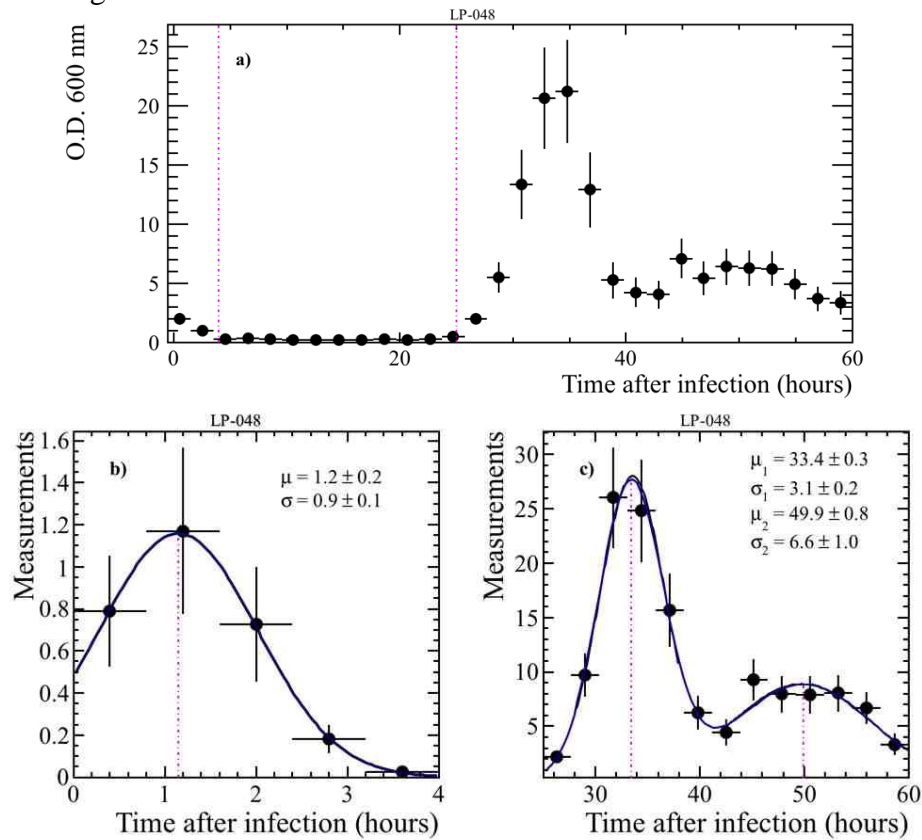 LP-048
a)
O.D. 600 nm
25
20
15
10
5
0
0 20 40 60
Time after infection (hours)
LP-048
b)
Measurements
μ = 1.2 ± 0.2
σ = 0.9 ± 0.1
1.6
1.4
1.2
1
0.8
0.6
0.4
0.2
0
0 1 2 3 4
Time after infection (hours)
LP-048
c)
Measurements
μ1 = 33.4 ± 0.3
σ1 = 3.1 ± 0.2
μ2 = 49.9 ± 0.8
σ2 = 6.6 ± 1.0
30
25
20
15
10
5
30 40 50 60
Time after infection (hours)